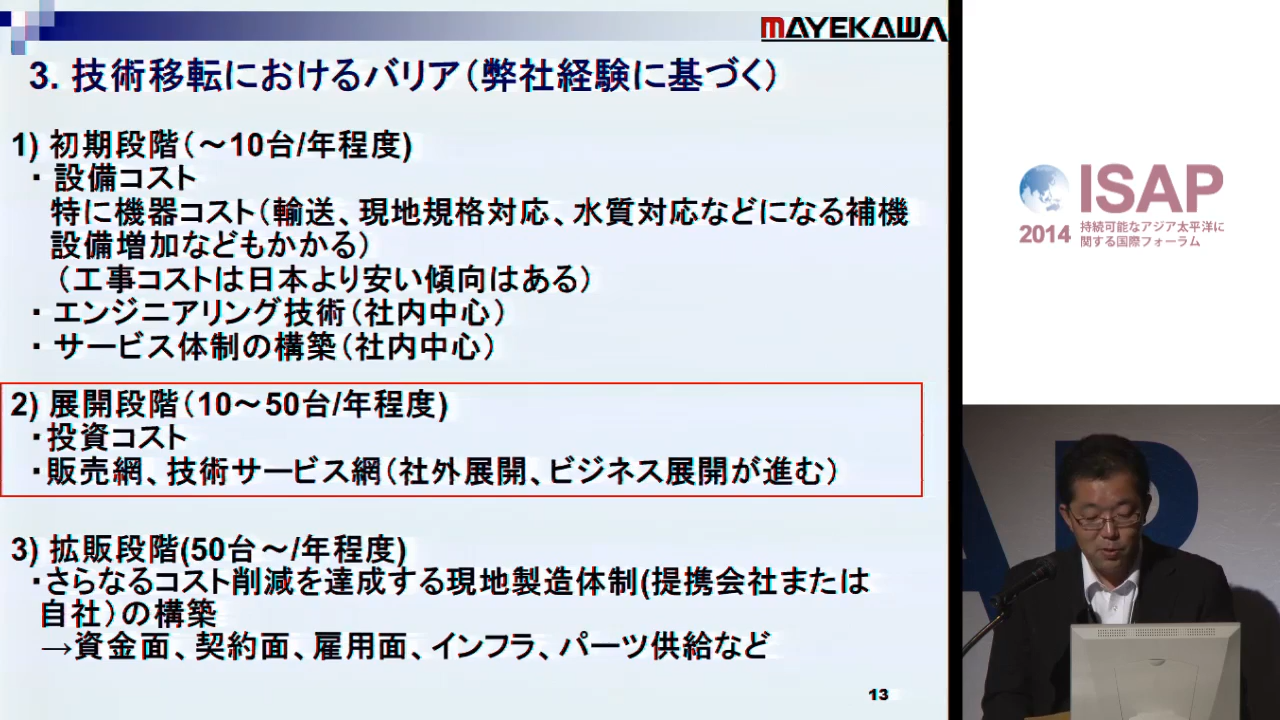 MAYEKAWA
3. 技術移転におけるバリア（弊社経験に基づく）
1) 初期段階（～10台/年程度)
・設備コスト
特に機器コスト（輸送、現地規格対応、水質対応などになる補機
設備増加などもかかる）
（工事コストは日本より安い傾向はある）
・エンジニアリング技術（社内中心）
・サービス体制の構築（社内中心）
2) 展開段階（10～50台/年程度)
・投資コスト
・販売網、技術サービス網（社外展開、ビジネス展開が進む）
3) 拡販段階(50台～/年程度)
・さらなるコスト削減を達成する現地製造体制(提携会社または
自社）の構築
→資金面、契約面、雇用面、インフラ、パーツ供給など
13
ISAP
2014 持続可能なアジア太平洋に
関する国際フォーラム